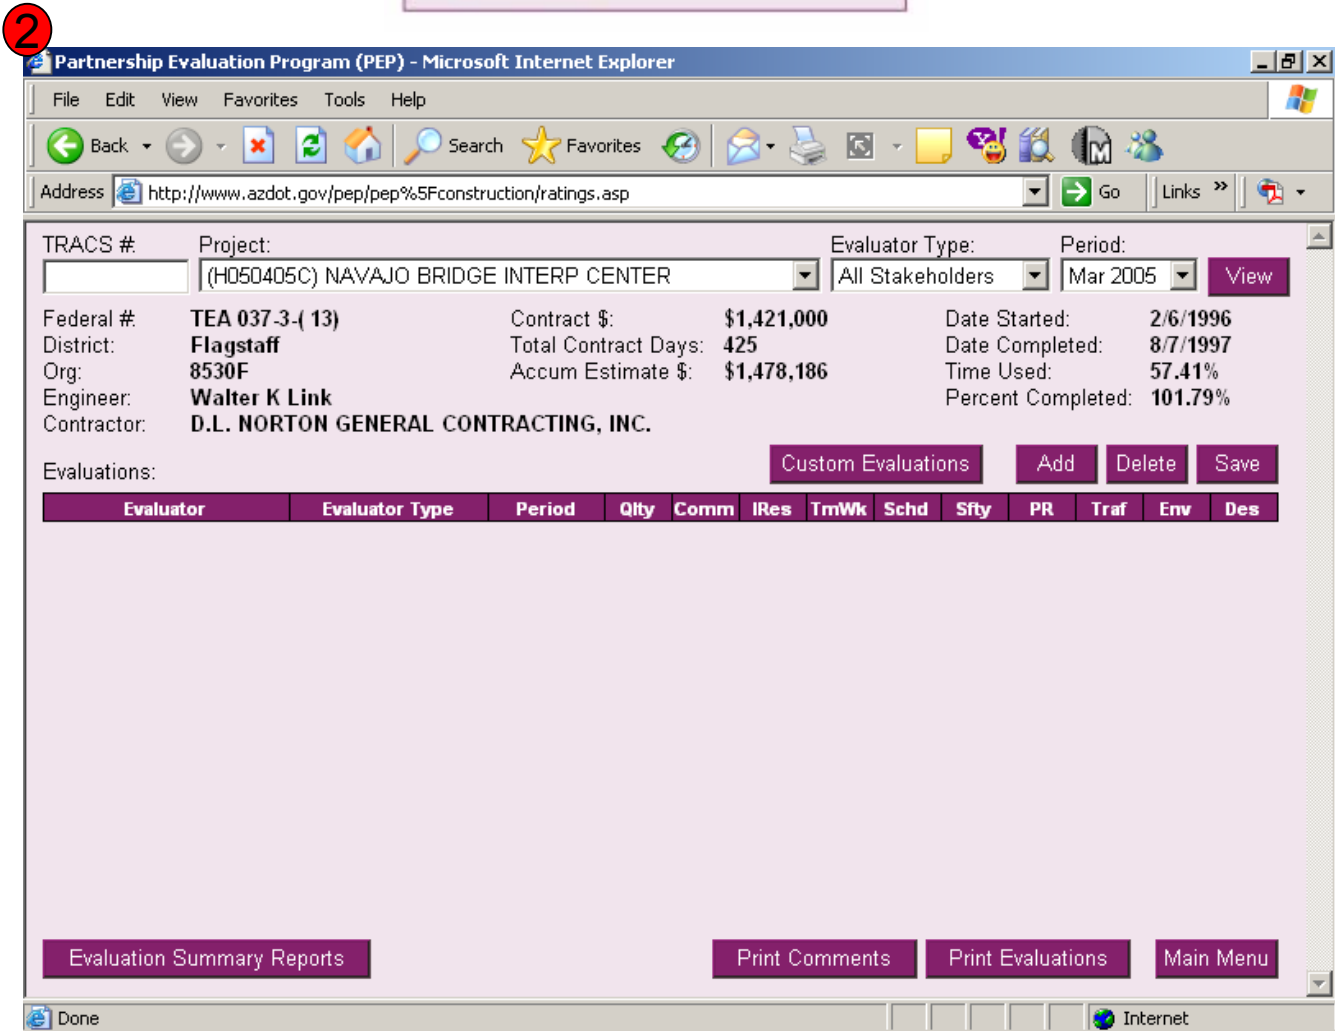 2
Partnership Evaluation Program (PEP) - Microsoft Internet Explorer
File Edit View Favorites Tools Help
Back Search Favorites
Address http://www.azdot.gov/pep/pep%5Fconstruction/ratings.asp Go Links »
TRACS #: Project: Evaluator Type: Period:
(H050405C) NAVAJO BRIDGE INTERP CENTER All Stakeholders Mar 2005 View
Federal #: TEA 037-3-( 13) Contract $: $1,421,000 Date Started: 2/6/1996
District: Flagstaff Total Contract Days: 425 Date Completed: 8/7/1997
Org: 8530F Accum Estimate $: $1,478,186 Time Used: 57.41%
Engineer: Walter K Link Percent Completed: 101.79%
Contractor: D.L. NORTON GENERAL CONTRACTING, INC.
Evaluations: Custom Evaluations Add Delete Save
Evaluator Evaluator Type Period Qlty Comm IRes TmWk Schd Sfty PR Traf Env Des
Evaluation Summary Reports Print Comments Print Evaluations Main Menu
Done Internet